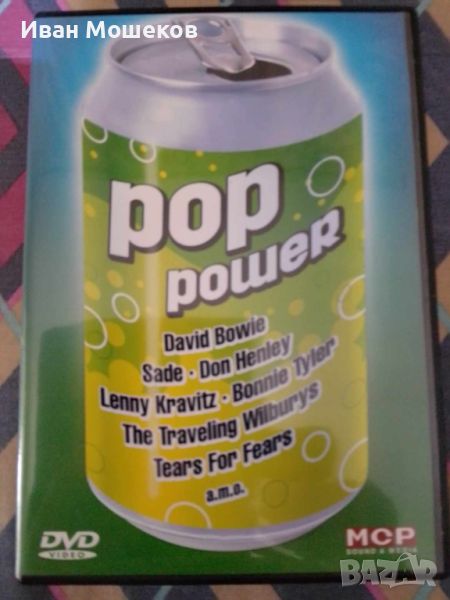 Иван Мошеков
pop
power
David Bowie
Sade · Don Henley
Lenny Kravitz · Bonnie Tyler
The Traveling Wilburys
Tears For Fears
a.m.o.
DVD
VIDEO
MCP
SOUND & MEDIA
BAZAR